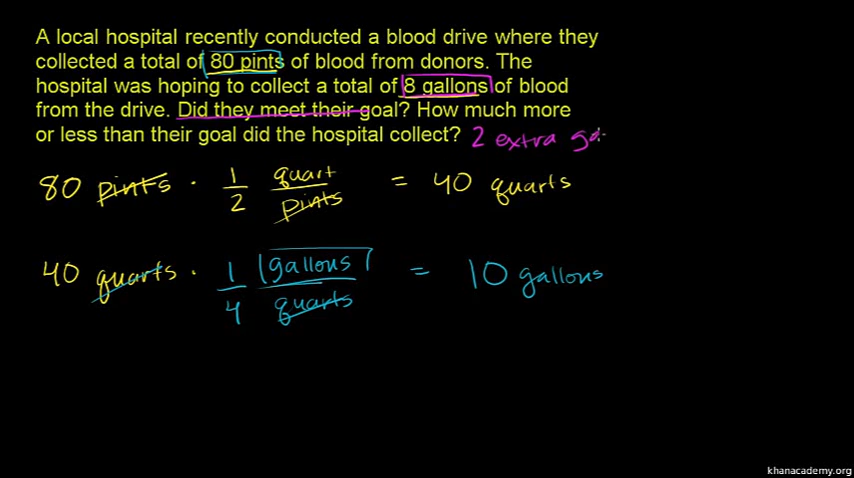 A local hospital recently conducted a blood drive where they
collected a total of 80 pints of blood from donors. The
hospital was hoping to collect a total of 8 gallons of blood
from the drive. Did they meet their goal? How much more
or less than their goal did the hospital collect? 2 extra ga
80 pints · 1/2 quart/pints = 40 quarts
40 quarts · 1/4 gallons/quarts = 10 gallons
khanacademy.org